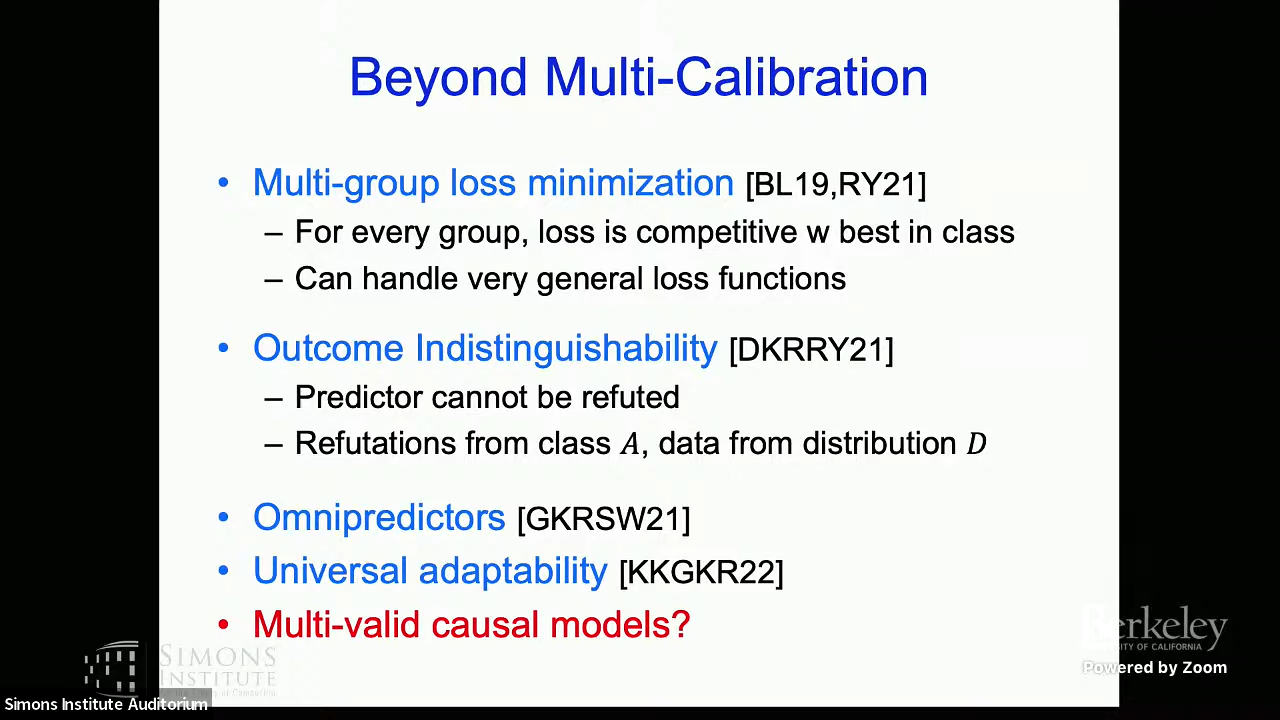 Beyond Multi-Calibration
• Multi-group loss minimization [BL19,RY21]
– For every group, loss is competitive w best in class
– Can handle very general loss functions
• Outcome Indistinguishability [DKRRY21]
– Predictor cannot be refuted
– Refutations from class A, data from distribution D
• Omnipredictors [GKRSW21]
• Universal adaptability [KKGKR22]
• Multi-valid causal models?
SIMONS
INSTITUTE
Berkeley
UNIVERSITY OF CALIFORNIA
Powered by Zoom
Simons Institute Auditorium